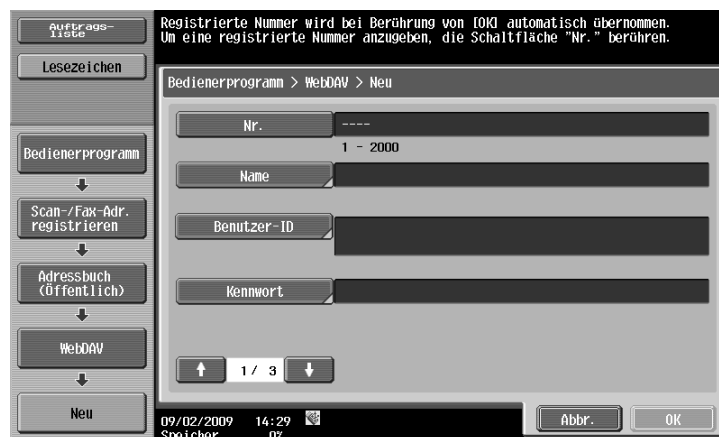 Auftrags-
liste
Lesezeichen
Bedienerprogramm
Scan-/Fax-Adr.
registrieren
Adressbuch
(Öffentlich)
WebDAV
Neu
Registrierte Nummer wird bei Berührung von [OK] automatisch übernommen.
Um eine registrierte Nummer anzugeben, die Schaltfläche "Nr." berühren.
Bedienerprogramm > WebDAV > Neu
Nr. ----
1 - 2000
Name
Benutzer-ID
Kennwort
1/ 3
09/02/2009 14:29
Speicher 0%
Abbr. OK